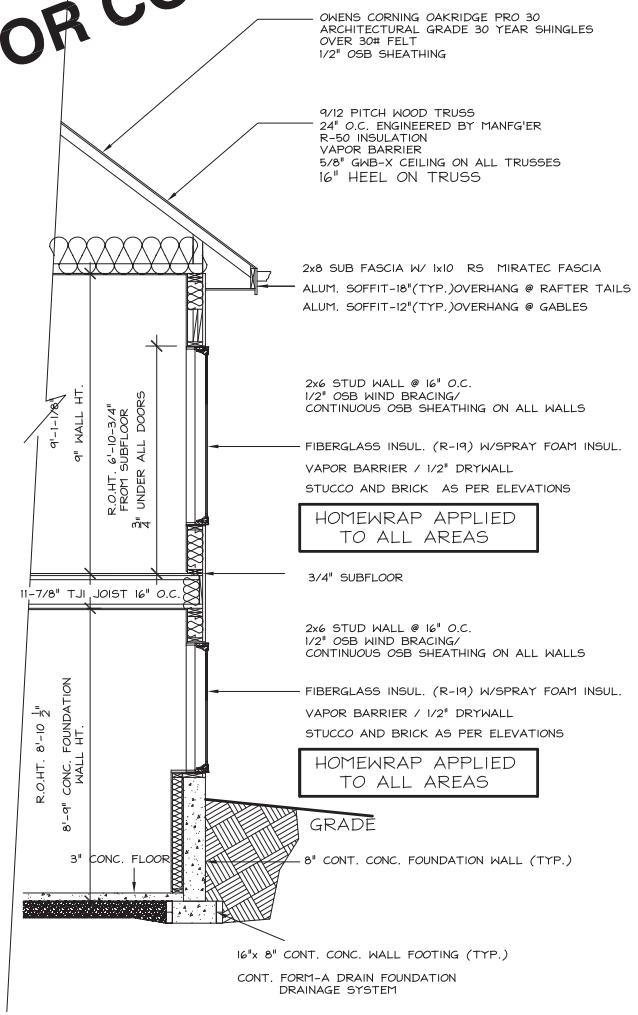 OR CO
OWENS CORNING OAKRIDGE PRO 30
ARCHITECTURAL GRADE 30 YEAR SHINGLES
OVER 30# FELT
1/2" OSB SHEATHING
9/12 PITCH WOOD TRUSS
24" O.C. ENGINEERED BY MANFG'ER
R-50 INSULATION
VAPOR BARRIER
5/8" GWB-X CEILING ON ALL TRUSSES
16" HEEL ON TRUSS
2x8 SUB FASCIA W/ 1x10 RS MIRATEC FASCIA
ALUM. SOFFIT-18"(TYP.)OVERHANG @ RAFTER TAILS
ALUM. SOFFIT-12"(TYP.)OVERHANG @ GABLES
9'-1-1/8"
9" WALL HT.
R.O.HT. 6'-10-3/4"
FROM SUBFLOOR
3/4" UNDER ALL DOORS
2x6 STUD WALL @ 16" O.C.
1/2" OSB WIND BRACING/
CONTINUOUS OSB SHEATHING ON ALL WALLS
FIBERGLASS INSUL. (R-19) W/SPRAY FOAM INSUL.
VAPOR BARRIER / 1/2" DRYWALL
STUCCO AND BRICK AS PER ELEVATIONS
HOMEWRAP APPLIED
TO ALL AREAS
3/4" SUBFLOOR
11-7/8" TJI JOIST 16" O.C.
2x6 STUD WALL @ 16" O.C.
1/2" OSB WIND BRACING/
CONTINUOUS OSB SHEATHING ON ALL WALLS
FIBERGLASS INSUL. (R-19) W/SPRAY FOAM INSUL.
VAPOR BARRIER / 1/2" DRYWALL
STUCCO AND BRICK AS PER ELEVATIONS
HOMEWRAP APPLIED
TO ALL AREAS
R.O.HT. 8'-10 1/2"
8'-9" CONC. FOUNDATION
WALL HT.
GRADE
3" CONC. FLOOR
8" CONT. CONC. FOUNDATION WALL (TYP.)
16"x 8" CONT. CONC. WALL FOOTING (TYP.)
CONT. FORM-A DRAIN FOUNDATION
DRAINAGE SYSTEM